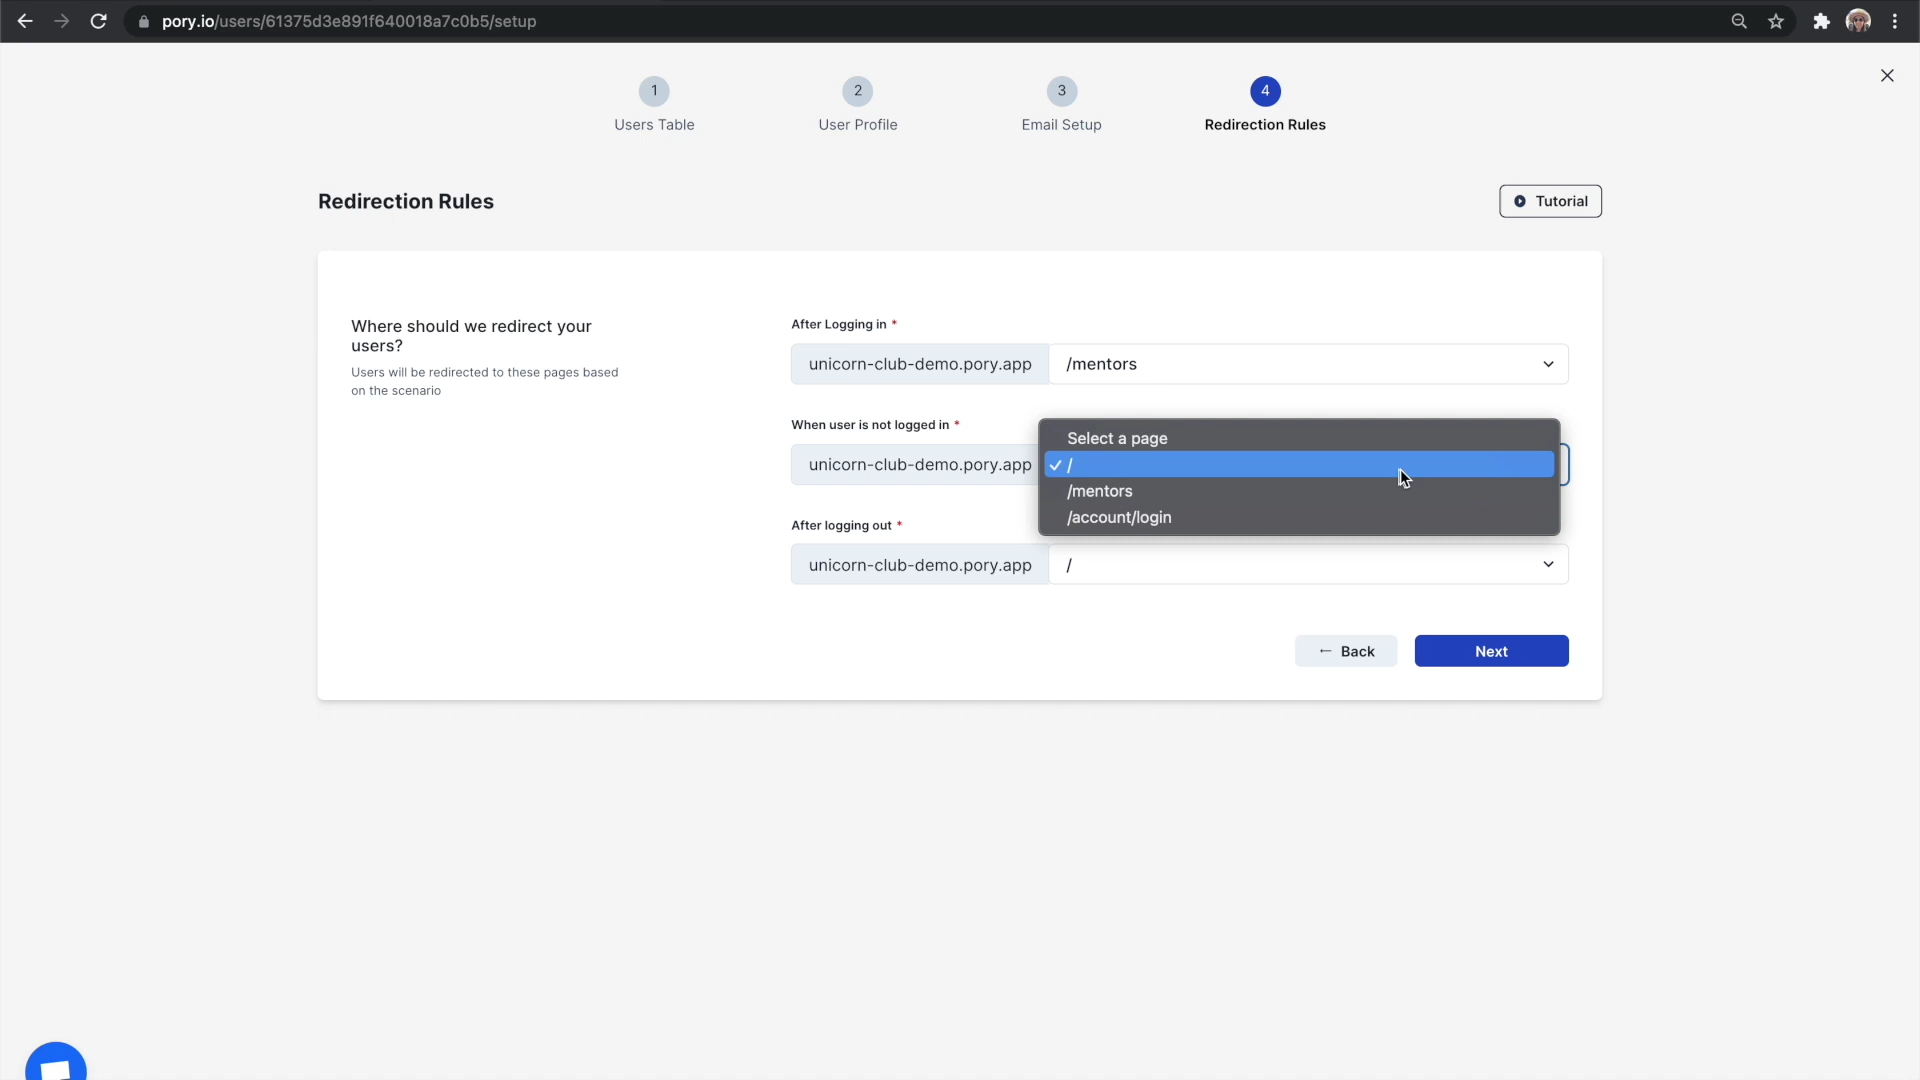 pory.io/users/61375d3e891f640018a7c0b5/setup
1
2
3
4
Users Table
User Profile
Email Setup
Redirection Rules
Redirection Rules
Tutorial
Where should we redirect your
users?
Users will be redirected to these pages based
on the scenario
After Logging in *
unicorn-club-demo.pory.app
/mentors
When user is not logged in *
unicorn-club-demo.pory.app
Select a page
✓ /
/mentors
/account/login
After logging out *
unicorn-club-demo.pory.app
/
← Back
Next